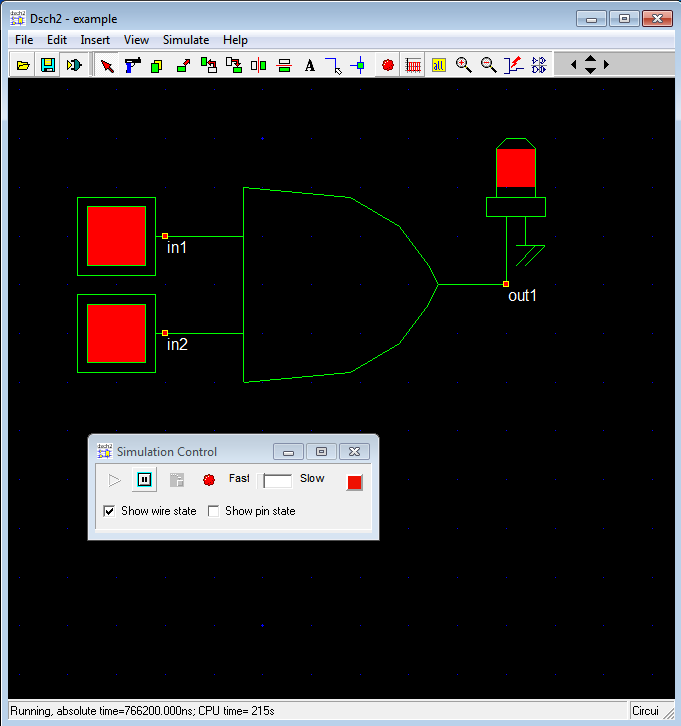 Dsch2 - example
File Edit Insert View Simulate Help
A
all
in1
in2
out1
Simulation Control
Fast Slow
Show wire state Show pin state
Running, absolute time=766200.000ns; CPU time= 215s Circui